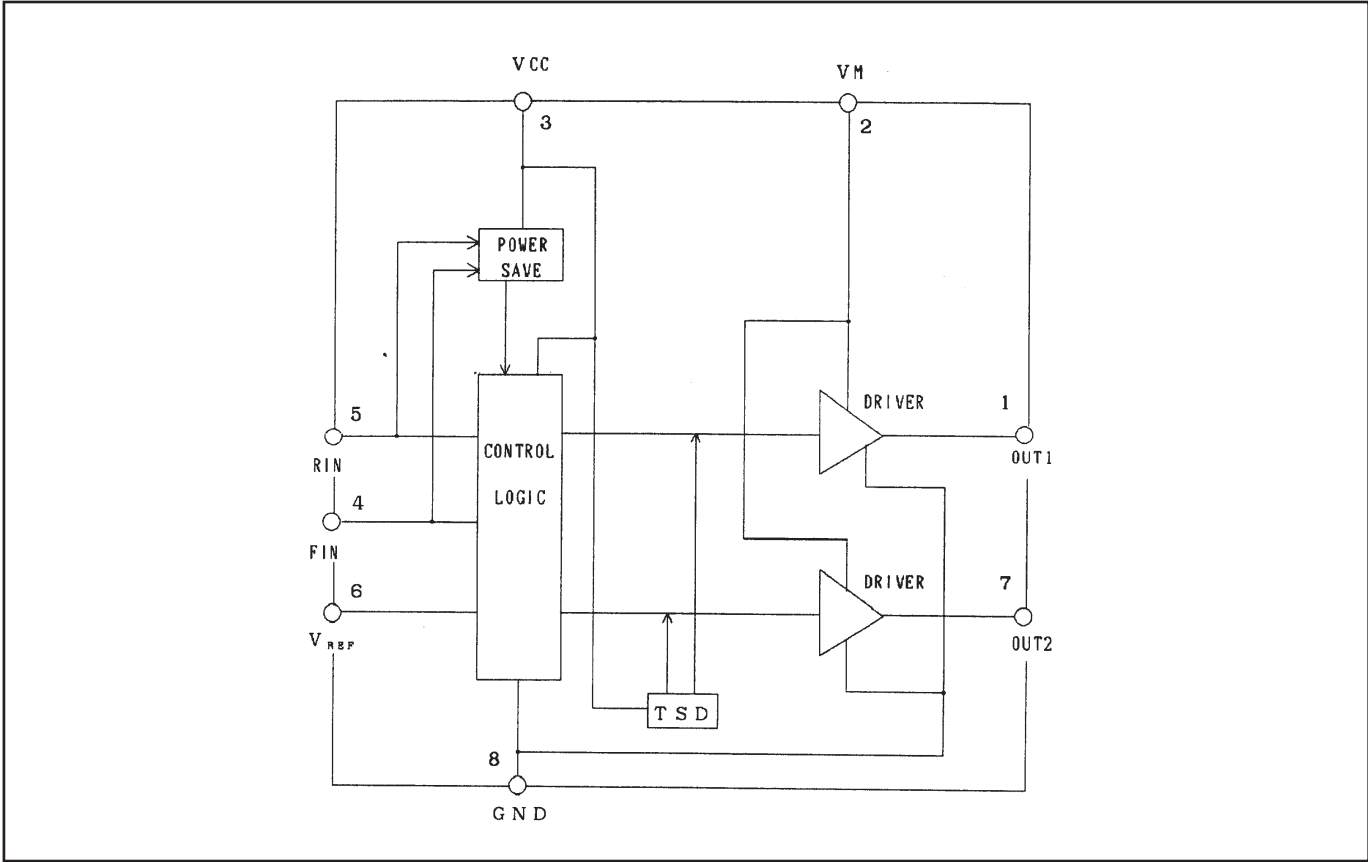 VCC
VM
3
2
POWER
SAVE
5
RIN
CONTROL
LOGIC
DRIVER
1
OUT1
4
FIN
6
VREF
DRIVER
7
OUT2
TSD
8
GND